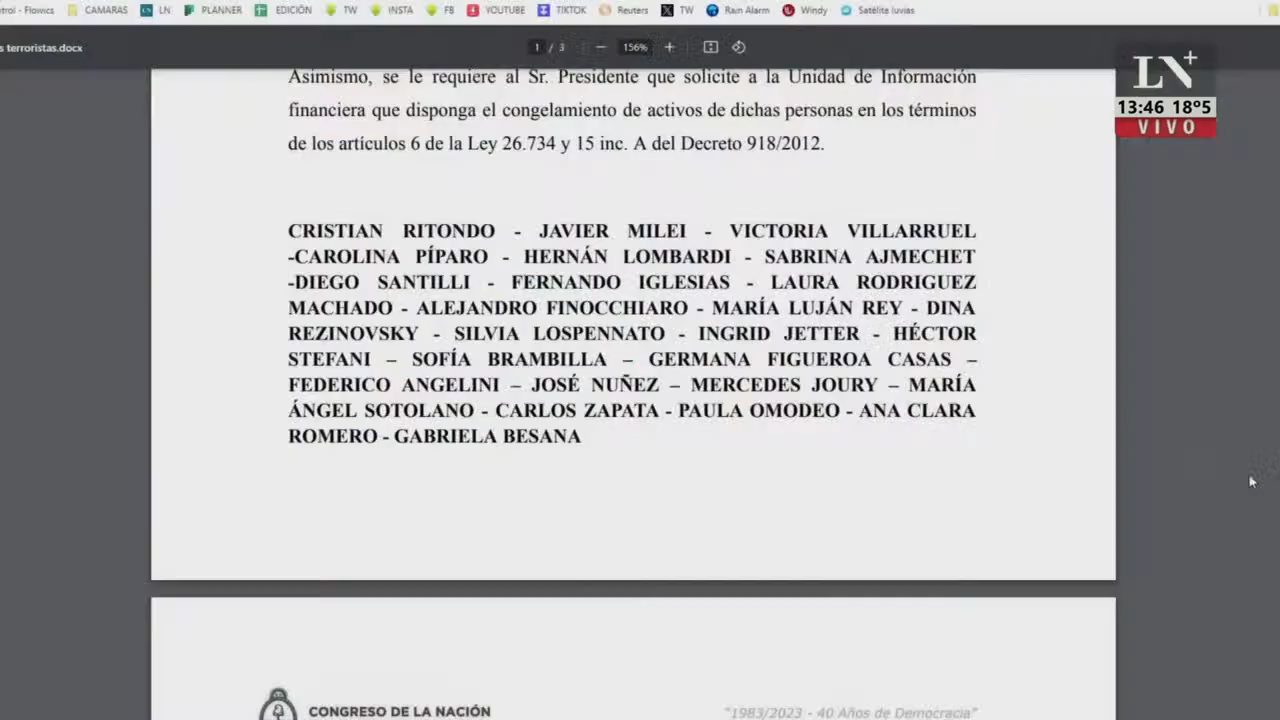 trol - Flowics CAMARAS LN PLANNER EDICIÓN TW INSTA FB YOUTUBE TIKTOK Reuters TW Rain Alarm Windy Satélite luvias
s terroristas.docx 1 / 3 — 156% +
LN+
13:46 18º5
VIVO
Asimismo, se le requiere al Sr. Presidente que solicite a la Unidad de Información
financiera que disponga el congelamiento de activos de dichas personas en los términos
de los artículos 6 de la Ley 26.734 y 15 inc. A del Decreto 918/2012.
CRISTIAN RITONDO - JAVIER MILEI - VICTORIA VILLARRUEL
-CAROLINA PÍPARO - HERNÁN LOMBARDI - SABRINA AJMECHET
-DIEGO SANTILLI - FERNANDO IGLESIAS - LAURA RODRIGUEZ
MACHADO - ALEJANDRO FINOCCHIARO - MARÍA LUJÁN REY - DINA
REZINOVSKY - SILVIA LOSPENNATO - INGRID JETTER - HÉCTOR
STEFANI – SOFÍA BRAMBILLA – GERMANA FIGUEROA CASAS –
FEDERICO ANGELINI – JOSÉ NUÑEZ – MERCEDES JOURY – MARÍA
ÁNGEL SOTOLANO - CARLOS ZAPATA - PAULA OMODEO - ANA CLARA
ROMERO - GABRIELA BESANA
CONGRESO DE LA NACIÓN
"1983/2023 - 40 Años de Democracia"